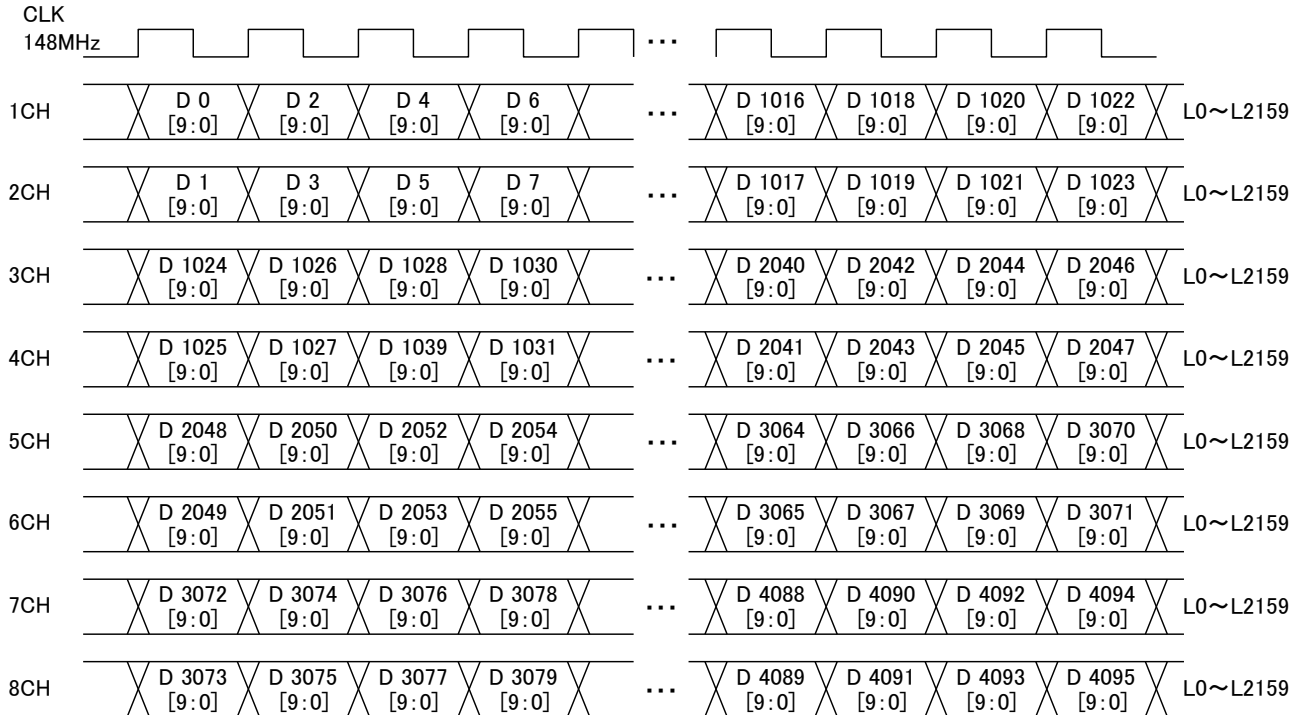 CLK
148MHz
...
1CH D 0 D 2 D 4 D 6 ... D 1016 D 1018 D 1020 D 1022 L0～L2159
[9:0] [9:0] [9:0] [9:0] [9:0] [9:0] [9:0] [9:0]
2CH D 1 D 3 D 5 D 7 ... D 1017 D 1019 D 1021 D 1023 L0～L2159
[9:0] [9:0] [9:0] [9:0] [9:0] [9:0] [9:0] [9:0]
3CH D 1024 D 1026 D 1028 D 1030 ... D 2040 D 2042 D 2044 D 2046 L0～L2159
[9:0] [9:0] [9:0] [9:0] [9:0] [9:0] [9:0] [9:0]
4CH D 1025 D 1027 D 1039 D 1031 ... D 2041 D 2043 D 2045 D 2047 L0～L2159
[9:0] [9:0] [9:0] [9:0] [9:0] [9:0] [9:0] [9:0]
5CH D 2048 D 2050 D 2052 D 2054 ... D 3064 D 3066 D 3068 D 3070 L0～L2159
[9:0] [9:0] [9:0] [9:0] [9:0] [9:0] [9:0] [9:0]
6CH D 2049 D 2051 D 2053 D 2055 ... D 3065 D 3067 D 3069 D 3071 L0～L2159
[9:0] [9:0] [9:0] [9:0] [9:0] [9:0] [9:0] [9:0]
7CH D 3072 D 3074 D 3076 D 3078 ... D 4088 D 4090 D 4092 D 4094 L0～L2159
[9:0] [9:0] [9:0] [9:0] [9:0] [9:0] [9:0] [9:0]
8CH D 3073 D 3075 D 3077 D 3079 ... D 4089 D 4091 D 4093 D 4095 L0～L2159
[9:0] [9:0] [9:0] [9:0] [9:0] [9:0] [9:0] [9:0]